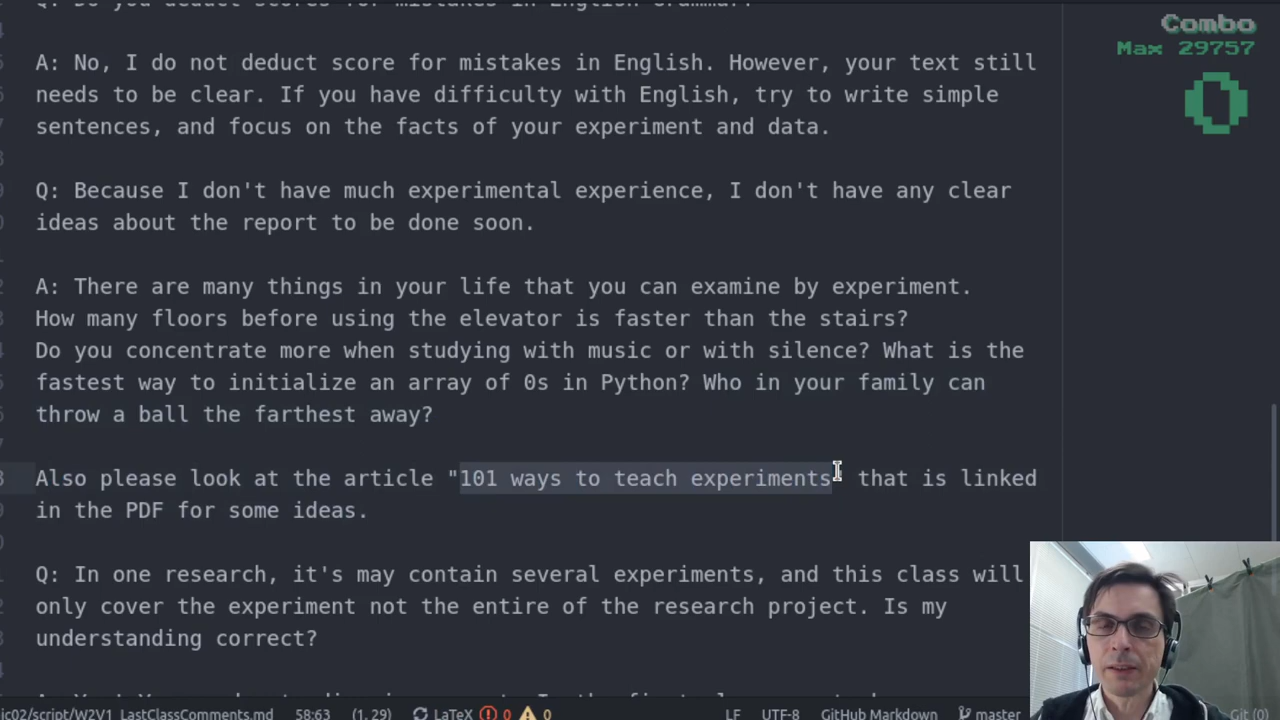 Combo
Max 29757
0
A: No, I do not deduct score for mistakes in English. However, your text still
needs to be clear. If you have difficulty with English, try to write simple
sentences, and focus on the facts of your experiment and data.
Q: Because I don't have much experimental experience, I don't have any clear
ideas about the report to be done soon.
A: There are many things in your life that you can examine by experiment.
How many floors before using the elevator is faster than the stairs?
Do you concentrate more when studying with music or with silence? What is the
fastest way to initialize an array of 0s in Python? Who in your family can
throw a ball the farthest away?
Also please look at the article "101 ways to teach experiments" that is linked
in the PDF for some ideas.
Q: In one research, it's may contain several experiments, and this class will
only cover the experiment not the entire of the research project. Is my
understanding correct?
ic02/script/W2V1_LastClassComments.md 58:63 (1, 29) LaTeX 0 0 LF UTF-8 GitHub Markdown master Git (0)